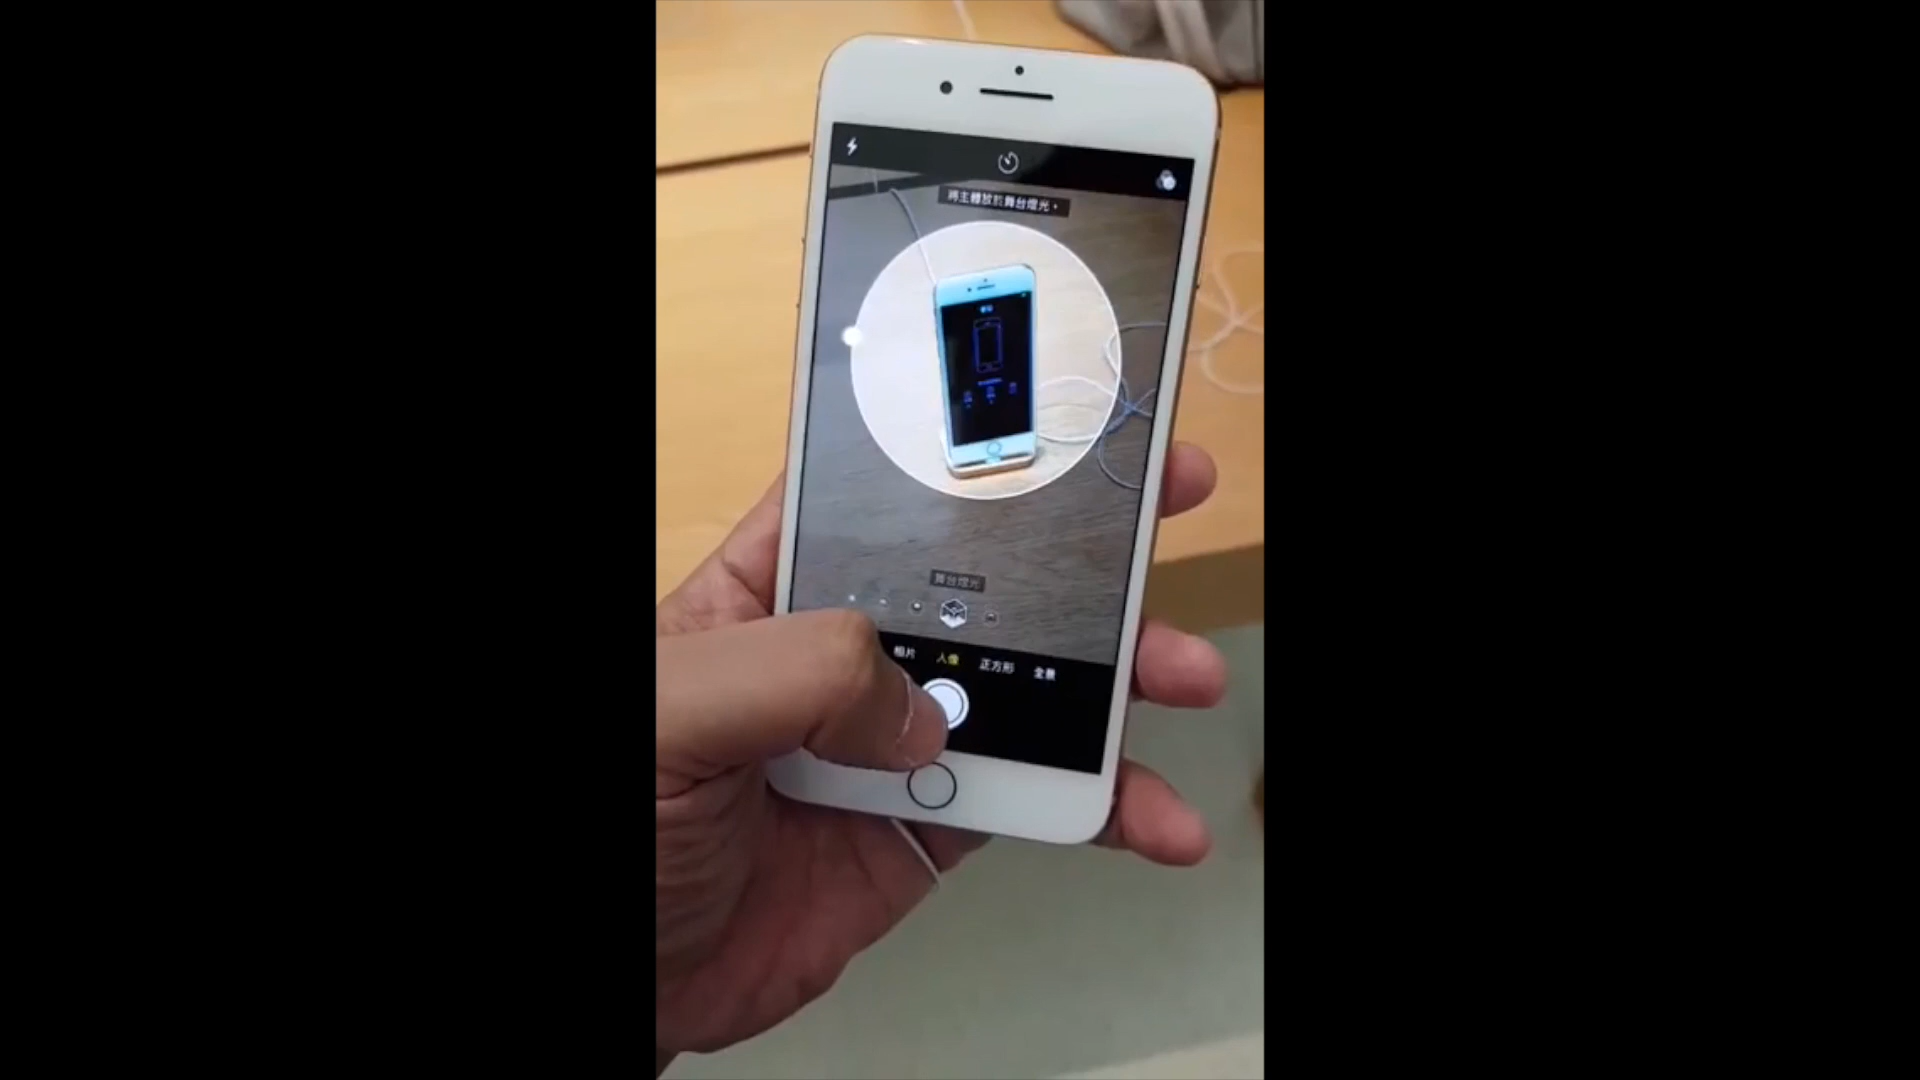 將主體放於舞台燈光。
舞台燈光
相片 人像 正方形 全景